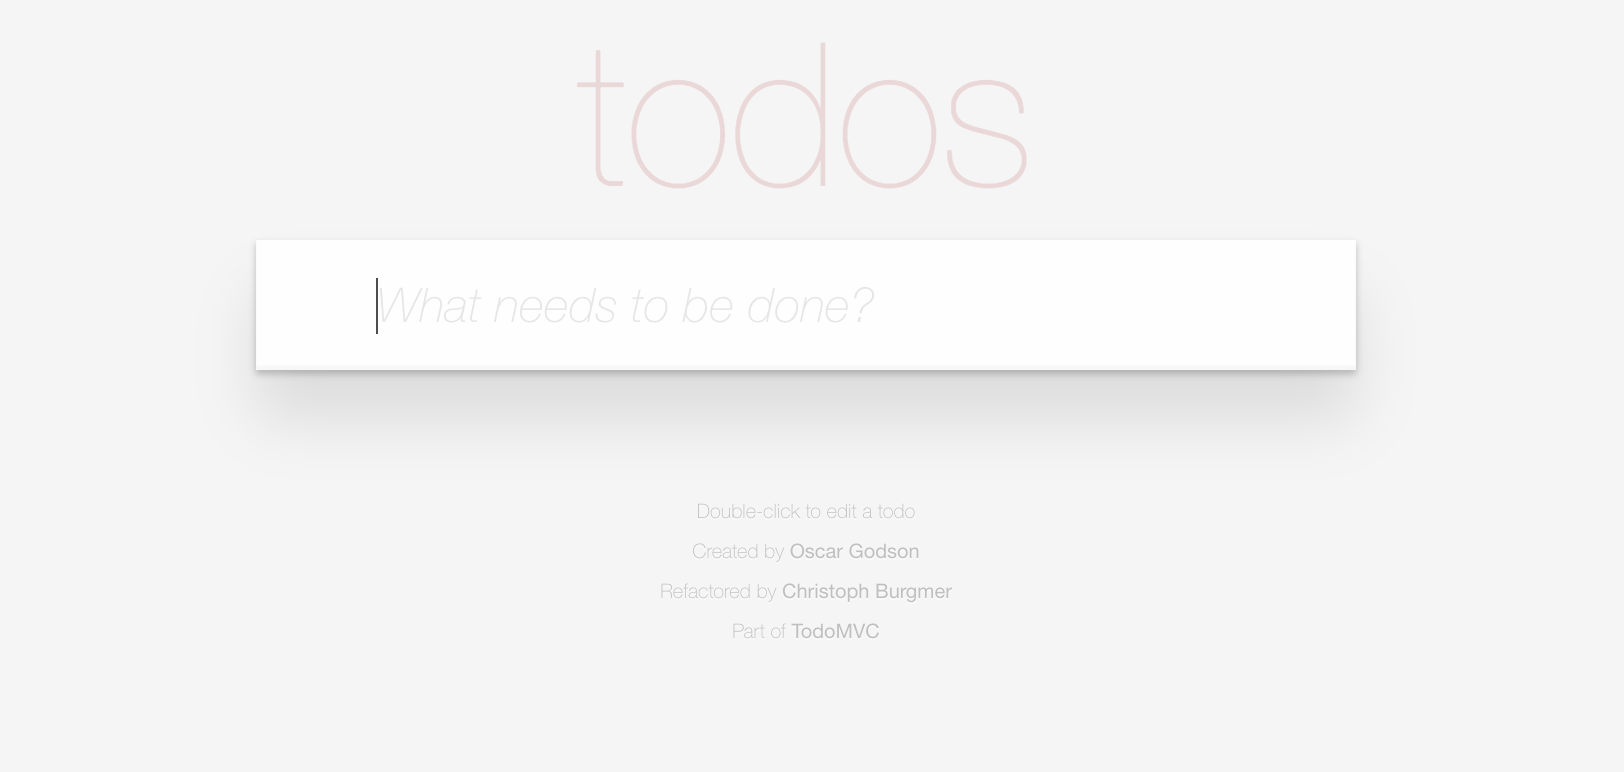 todos
What needs to be done?
Double-click to edit a todo
Created by Oscar Godson
Refactored by Christoph Burgmer
Part of TodoMVC